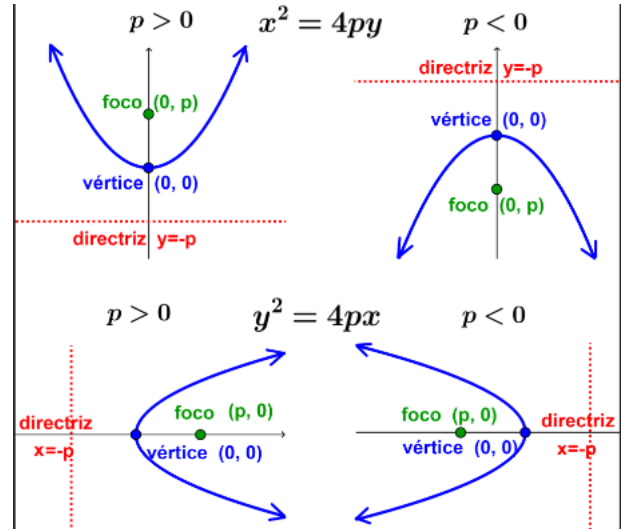 p > 0
x² = 4py
p < 0
foco (0, p)
vértice (0, 0)
directriz y=-p
directriz y=-p
vértice (0, 0)
foco (0, p)
p > 0
y² = 4px
p < 0
directriz
x=-p
foco (p, 0)
vértice (0, 0)
foco (p, 0)
vértice (0, 0)
directriz
x=-p